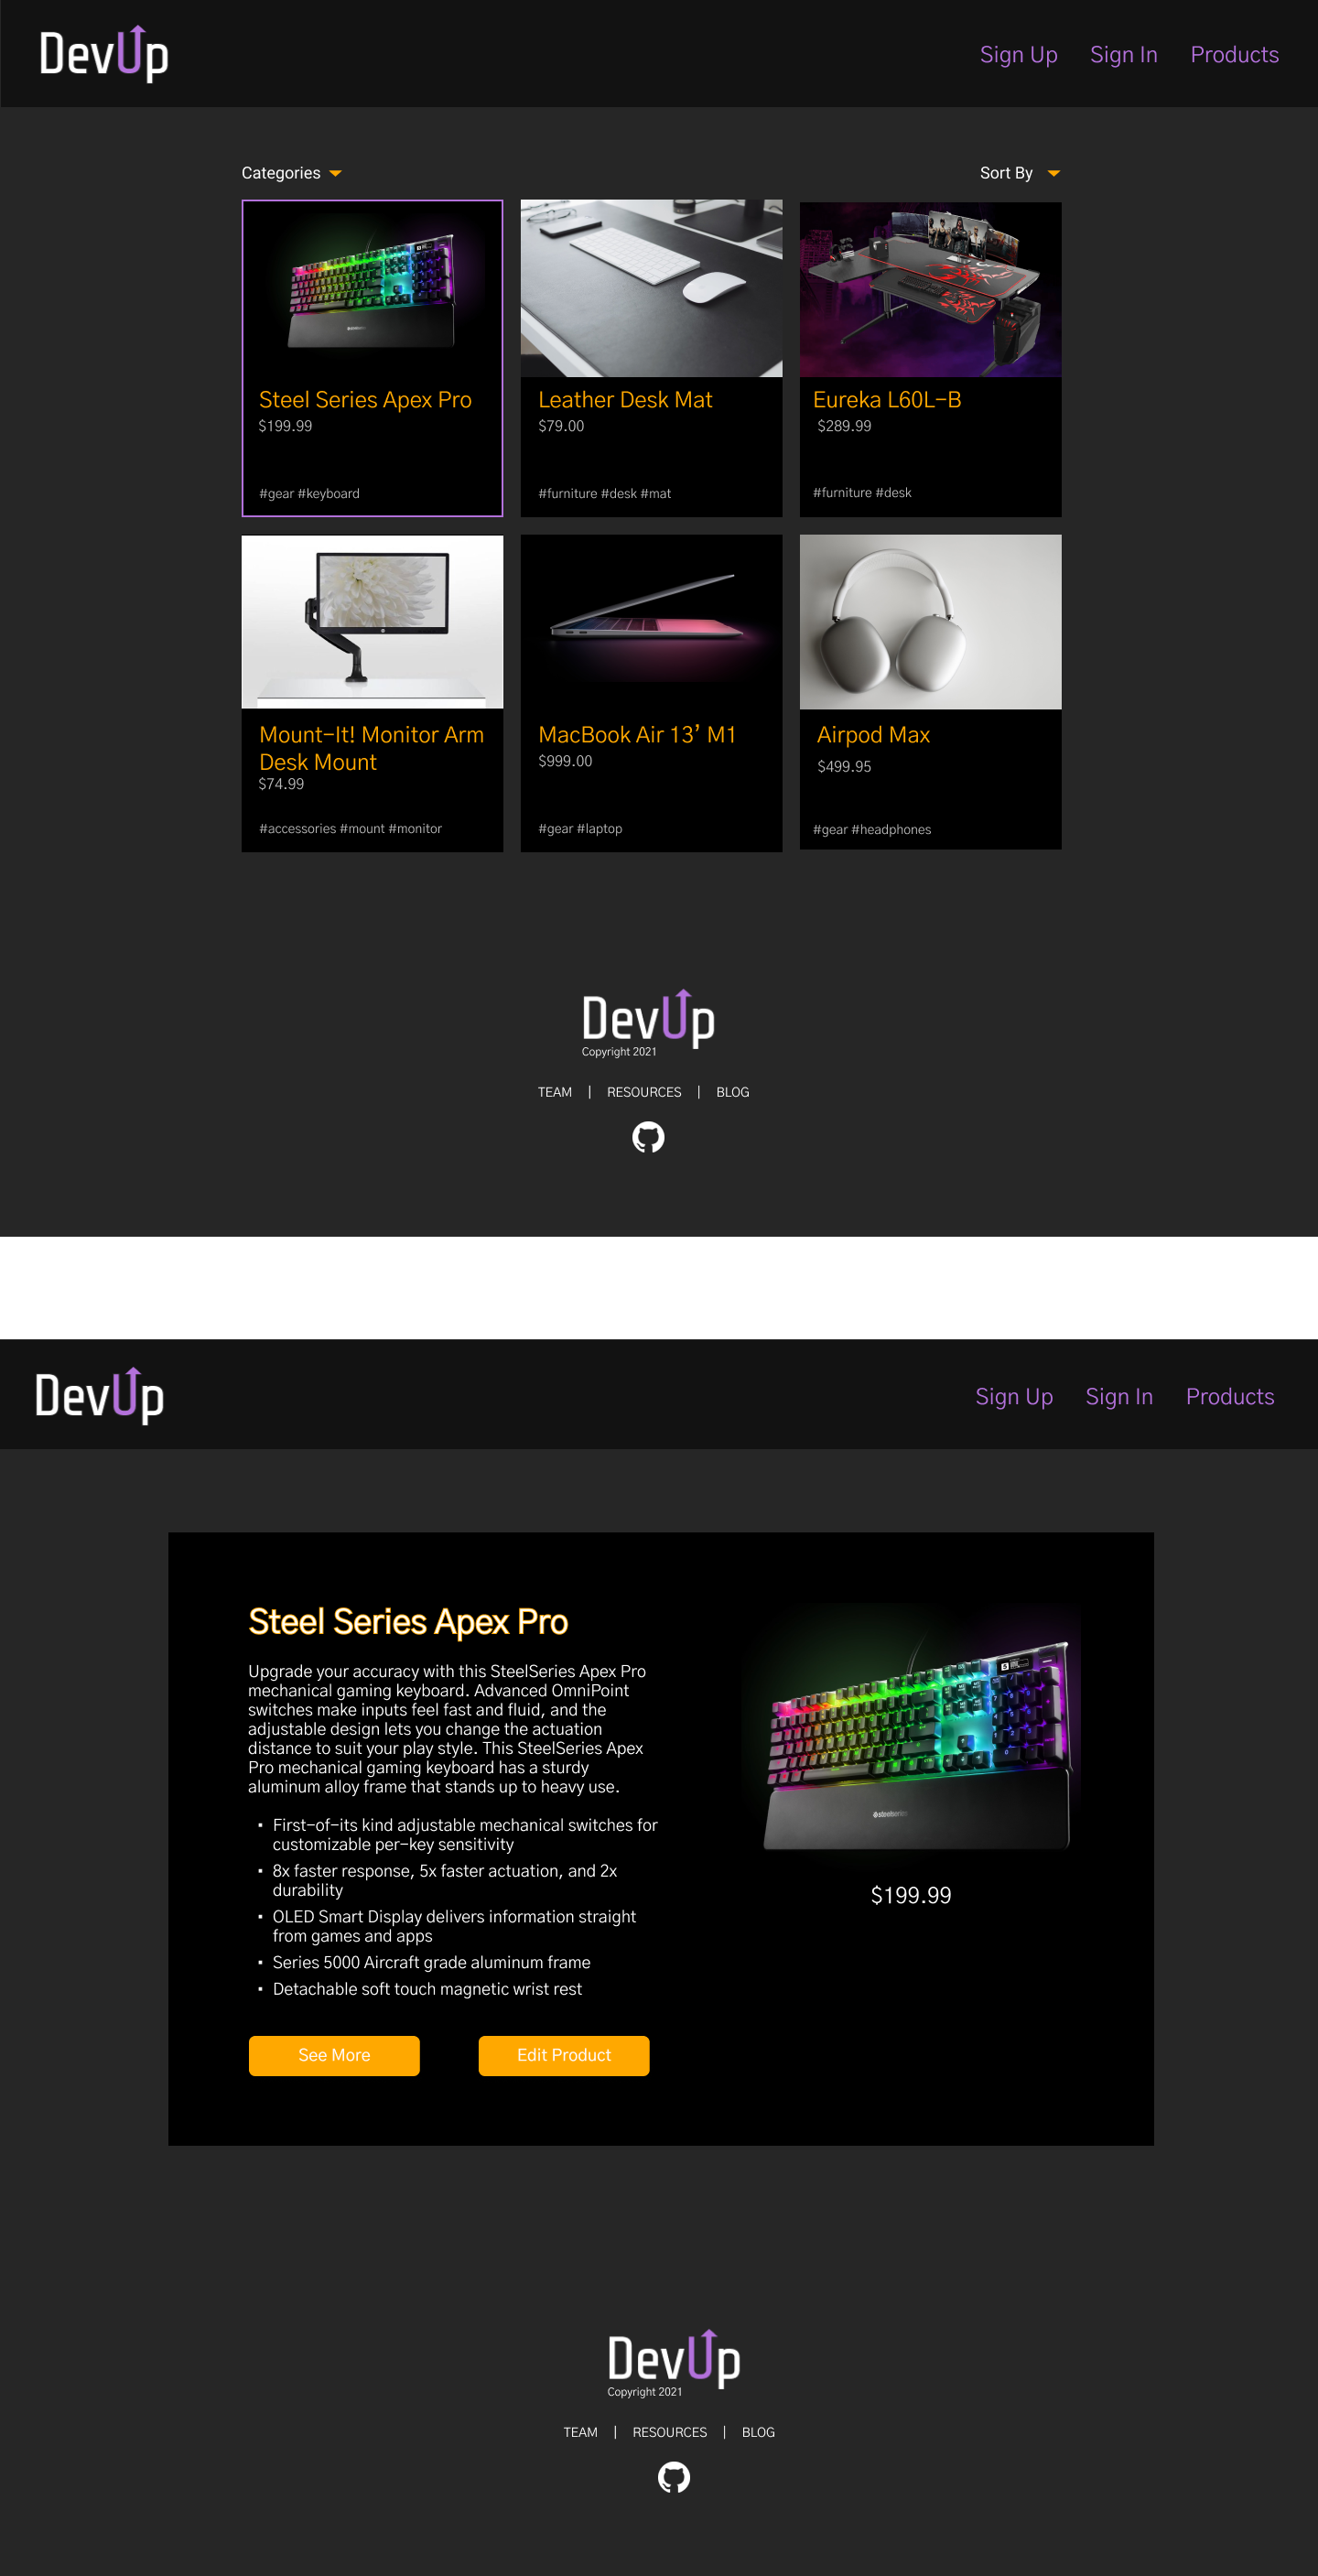 DevUp
Sign Up Sign In Products
Categories Sort By
Steel Series Apex Pro
$199.99
#gear #keyboard
Leather Desk Mat
$79.00
#furniture #desk #mat
Eureka L60L-B
$289.99
#furniture #desk
Mount-It! Monitor Arm
Desk Mount
$74.99
#accessories #mount #monitor
MacBook Air 13’ M1
$999.00
#gear #laptop
Airpod Max
$499.95
#gear #headphones
DevUp
Copyright 2021
TEAM | RESOURCES | BLOG
DevUp
Sign Up Sign In Products
Steel Series Apex Pro
Upgrade your accuracy with this SteelSeries Apex Pro
mechanical gaming keyboard. Advanced OmniPoint
switches make inputs feel fast and fluid, and the
adjustable design lets you change the actuation
distance to suit your play style. This SteelSeries Apex
Pro mechanical gaming keyboard has a sturdy
aluminum alloy frame that stands up to heavy use.
• First-of-its kind adjustable mechanical switches for
customizable per-key sensitivity
• 8x faster response, 5x faster actuation, and 2x
durability
• OLED Smart Display delivers information straight
from games and apps
• Series 5000 Aircraft grade aluminum frame
• Detachable soft touch magnetic wrist rest
steelseries
$199.99
See More Edit Product
DevUp
Copyright 2021
TEAM | RESOURCES | BLOG